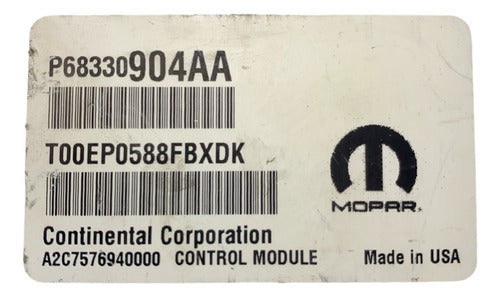 P68330904AA
T00EP0588FBXDK
MOPAR®
Continental Corporation
A2C7576940000 CONTROL MODULE Made in USA